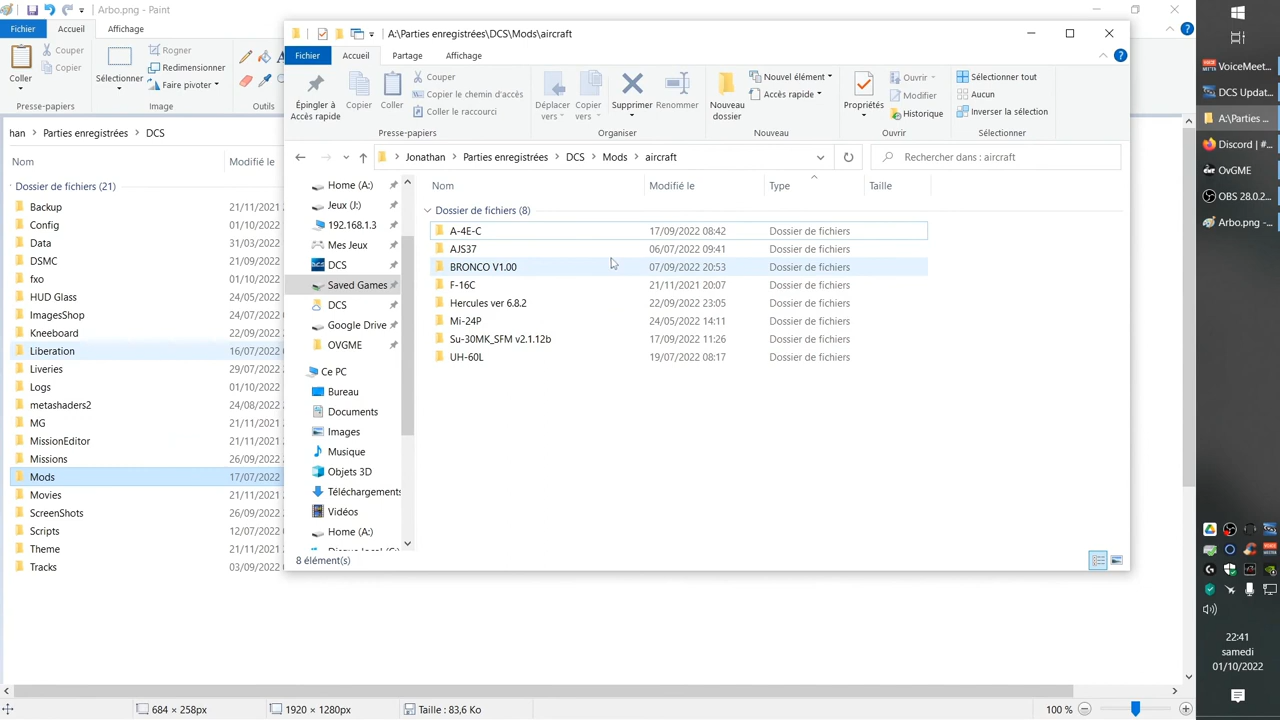 Arbo.png - Paint
Fichier
Accueil
Affichage
Coller
Couper
Copier
Presse-papiers
Sélectionner
Rogner
Redimensionner
Faire pivoter
Image
Outils
han
Parties enregistrées
DCS
Nom
Modifié le
Dossier de fichiers (21)
Backup 21/11/2021
Config 01/10/2022
Data 31/03/2022
DSMC 21/11/2021
fxo 01/10/2022
HUD Glass 24/05/2022
ImagesShop 24/07/2022
Kneeboard 22/09/2022
Liberation 16/07/2022
Liveries 29/07/2022
Logs 01/10/2022
metashaders2 24/08/2022
MG 21/11/2021
MissionEditor 21/11/2021
Missions 26/09/2022
Mods 17/07/2022
Movies 21/11/2021
ScreenShots 26/09/2022
Scripts 12/07/2022
Theme 21/11/2021
Tracks 03/09/2022
684 × 258px
1920 × 1280px
Taille : 83,6 Ko
100 %
A:\Parties enregistrées\DCS\Mods\aircraft
Fichier
Accueil
Partage
Affichage
Épingler à
Accès rapide
Copier
Coller
Couper
Copier le chemin d'accès
Coller le raccourci
Presse-papiers
Déplacer
vers
Copier
vers
Supprimer
Renommer
Organiser
Nouveau
dossier
Nouvel élément
Accès rapide
Nouveau
Propriétés
Ouvrir
Modifier
Historique
Ouvrir
Sélectionner tout
Aucun
Inverser la sélection
Sélectionner
Jonathan
Parties enregistrées
DCS
Mods
aircraft
Rechercher dans : aircraft
Home (A:)
Jeux (J:)
192.168.1.3
Mes Jeux
DCS
Saved Games
DCS
Google Drive
OVGME
Ce PC
Bureau
Documents
Images
Musique
Objets 3D
Téléchargements
Vidéos
Home (A:)
Nom
Modifié le
Type
Taille
Dossier de fichiers (8)
A-4E-C 17/09/2022 08:42 Dossier de fichiers
AJS37 06/07/2022 09:41 Dossier de fichiers
BRONCO V1.00 07/09/2022 20:53 Dossier de fichiers
F-16C 21/11/2021 20:07 Dossier de fichiers
Hercules ver 6.8.2 22/09/2022 23:05 Dossier de fichiers
Mi-24P 24/05/2022 14:11 Dossier de fichiers
Su-30MK_SFM v2.1.12b 17/09/2022 11:26 Dossier de fichiers
UH-60L 19/07/2022 08:17 Dossier de fichiers
8 élément(s)
VoiceMeet...
DCS Updat...
A:\Parties ...
Discord | #...
OvGME
OBS 28.0.2...
Arbo.png -...
22:41
samedi
01/10/2022